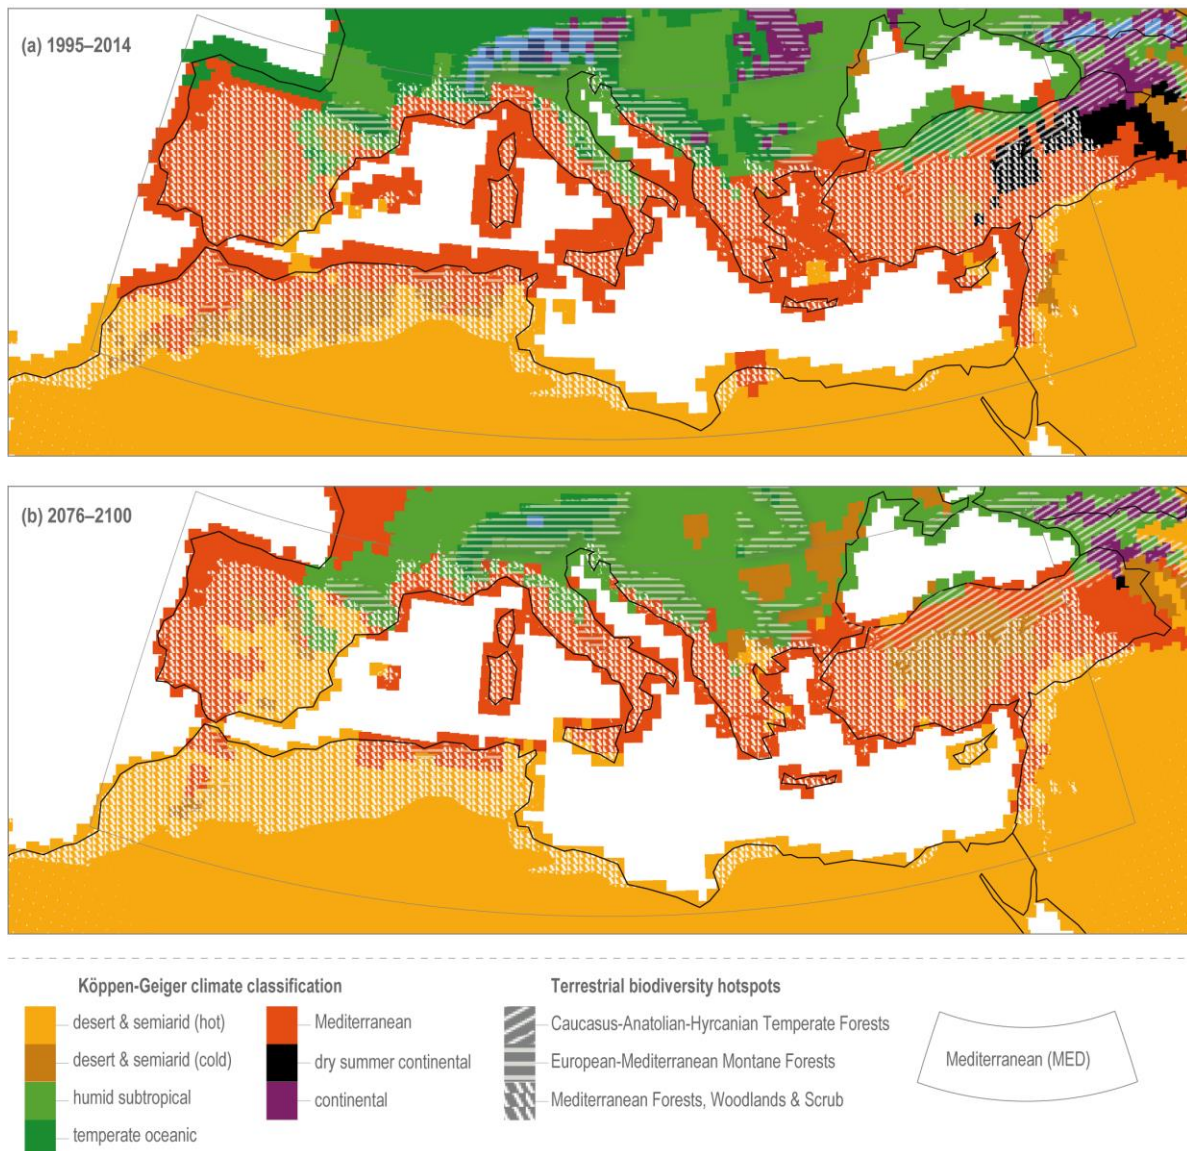 (a) 1995–2014
(b) 2076–2100
Köppen-Geiger climate classification
desert & semiarid (hot)
desert & semiarid (cold)
humid subtropical
temperate oceanic
Mediterranean
dry summer continental
continental
Terrestrial biodiversity hotspots
Caucasus-Anatolian-Hyrcanian Temperate Forests
European-Mediterranean Montane Forests
Mediterranean Forests, Woodlands & Scrub
Mediterranean (MED)